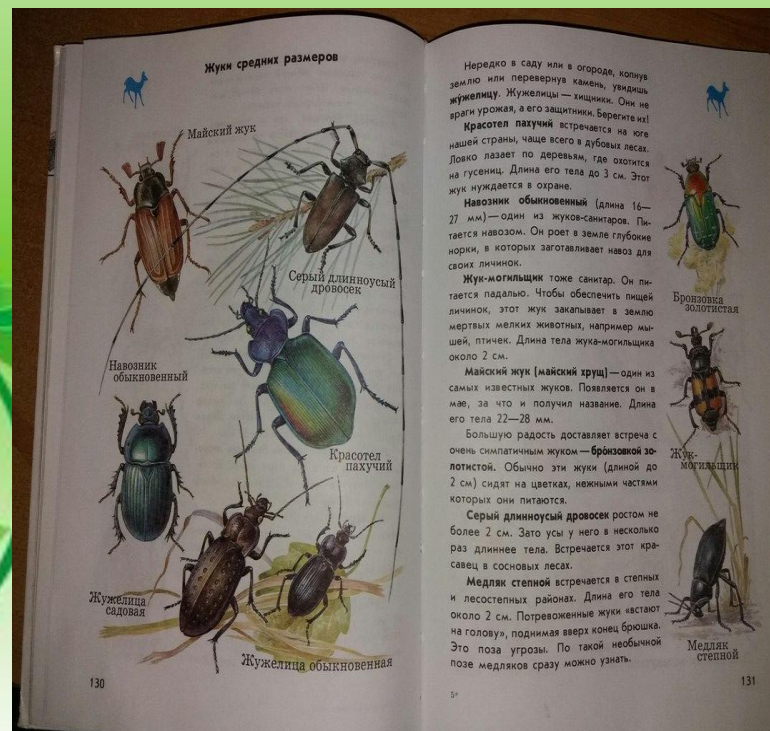 Жуки средних размеров
Майский жук
Серый длинноусый
дровосек
Навозник
обыкновенный
Красотел
пахучий
Жужелица
садовая
Жужелица обыкновенная
130
Нередко в саду или в огороде, копнув
землю или перевернув камень, увидишь
жу́желицу. Жужелицы — хищники. Они не
враги урожая, а его защитники. Берегите их!
Красотел пахучий встречается на юге
нашей страны, чаще всего в дубовых лесах.
Ловко лазает по деревьям, где охотится
на гусениц. Длина его тела до 3 см. Этот
жук нуждается в охране.
Навозник обыкновенный (длина 16—
27 мм) — один из жуков-санитаров. Пи-
тается навозом. Он роет в земле глубокие
норки, в которых заготавливает навоз для
своих личинок.
Жук-могильщик тоже санитар. Он пи-
тается падалью. Чтобы обеспечить пищей
личинок, этот жук закапывает в землю
мертвых мелких животных, например мы-
шей, птичек. Длина тела жука-могильщика
около 2 см.
Майский жук (майский хрущ) — один из
самых известных жуков. Появляется он в
мае, за что и получил название. Длина
его тела 22—28 мм.
Большую радость доставляет встреча с
очень симпатичным жуком — бро́нзовкой зо-
лотистой. Обычно эти жуки (длиной до
2 см) сидят на цветках, нежными частями
которых они питаются.
Серый длинноусый дровосек ростом не
более 2 см. Зато усы у него в несколько
раз длиннее тела. Встречается этот кра-
савец в сосновых лесах.
Медляк степной встречается в степных
и лесостепных районах. Длина его тела
около 2 см. Потревоженные жуки «встают
на голову», поднимая вверх конец брюшка.
Это поза угрозы. По такой необычной
позе медляков сразу можно узнать.
Бронзовка
золотистая
Жук-
могильщик
Медляк
степной
5*
131